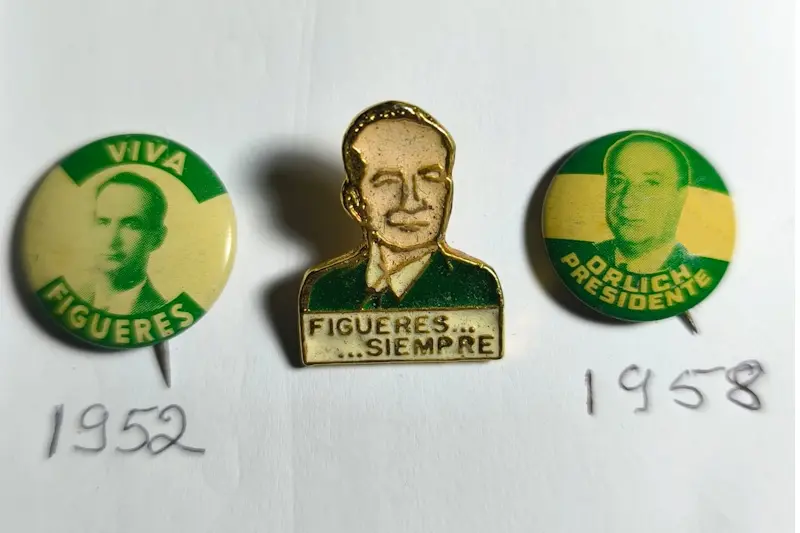 VIVA
FIGUERES
1952
FIGUERES...
...SIEMPRE
ORLICH
PRESIDENTE
1958